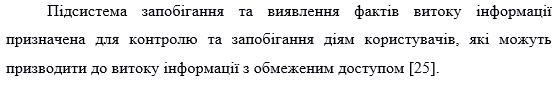 Підсистема запобігання та виявлення фактів витоку інформації
призначена для контролю та запобігання діям користувачів, які можуть
призводити до витоку інформації з обмеженим доступом [25].